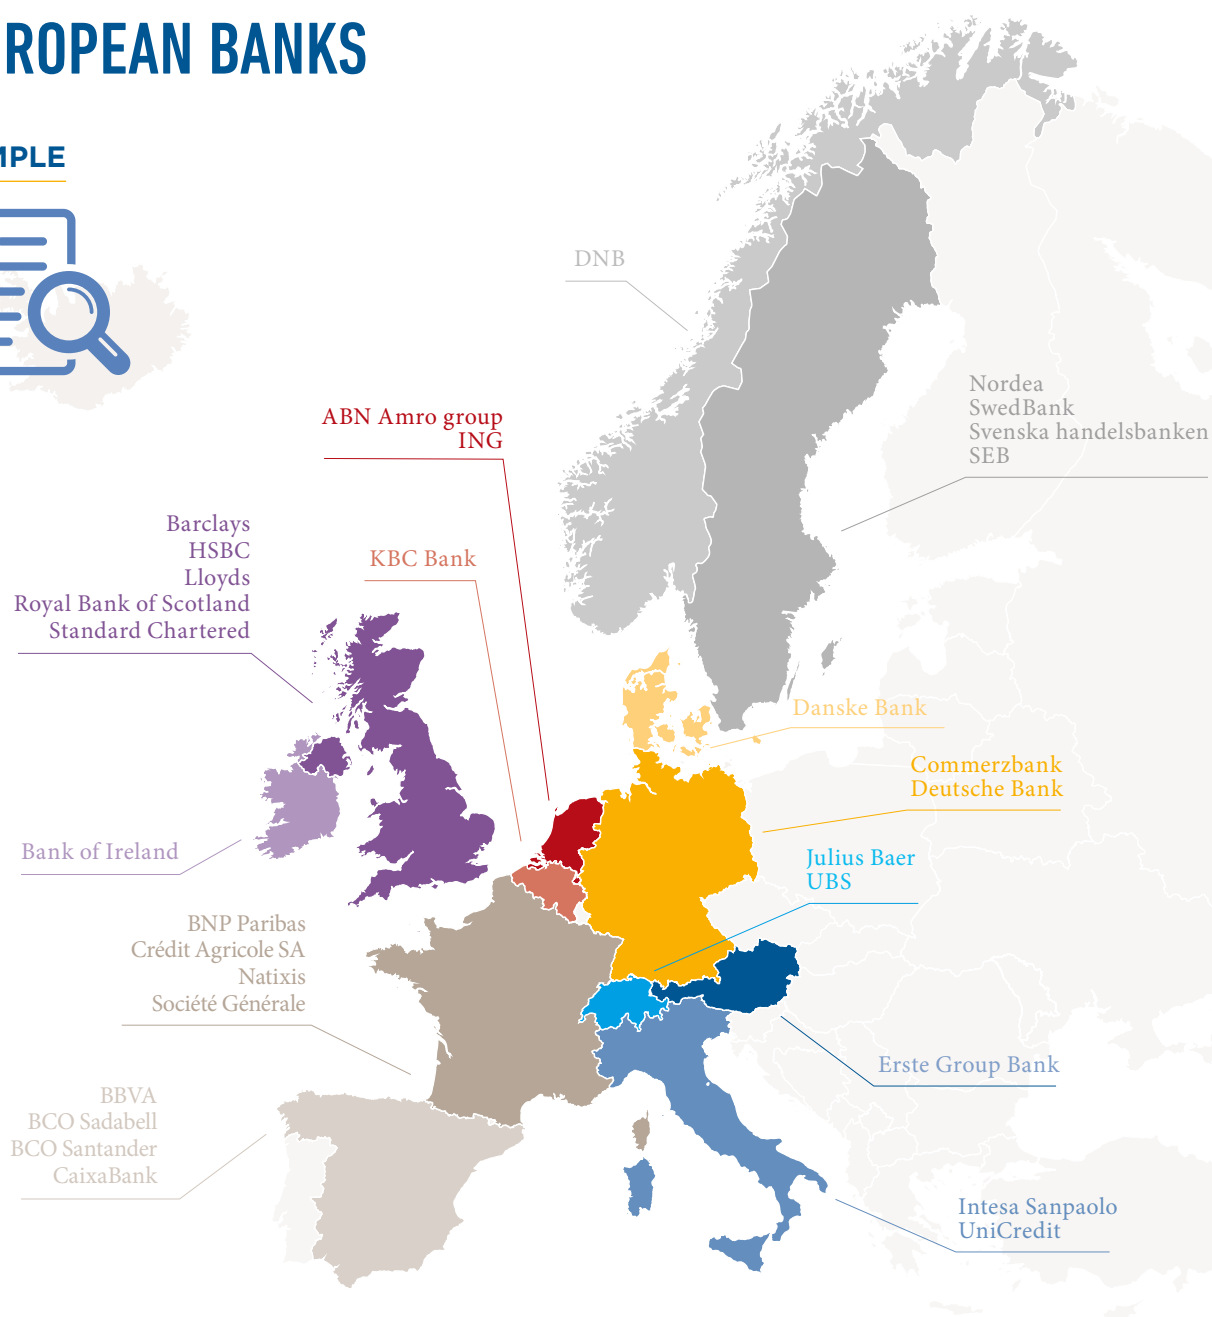 ROPEAN BANKS
MPLE
DNB
Nordea
SwedBank
Svenska handelsbanken
SEB
ABN Amro group
ING
Barclays
HSBC
Lloyds
Royal Bank of Scotland
Standard Chartered
KBC Bank
Danske Bank
Commerzbank
Deutsche Bank
Bank of Ireland
Julius Baer
UBS
BNP Paribas
Crédit Agricole SA
Natixis
Société Générale
Erste Group Bank
BBVA
BCO Sadabell
BCO Santander
CaixaBank
Intesa Sanpaolo
UniCredit